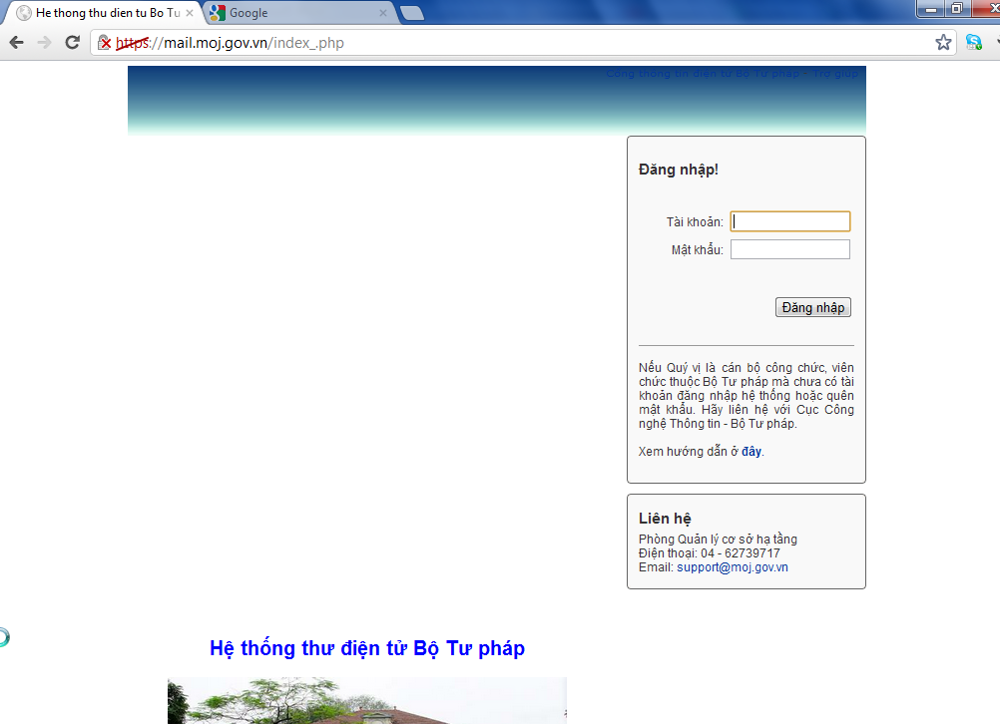 He thong thu dien tu Bo Tu
Google
https://mail.moj.gov.vn/index_.php
Cổng thông tin điện tử Bộ Tư pháp - Trợ giúp
Đăng nhập!
Tài khoản:
Mật khẩu:
Đăng nhập
Nếu Quý vị là cán bộ công chức, viên
chức thuộc Bộ Tư pháp mà chưa có tài
khoản đăng nhập hệ thống hoặc quên
mật khẩu. Hãy liên hệ với Cục Công
nghệ Thông tin - Bộ Tư pháp.
Xem hướng dẫn ở đây.
Liên hệ
Phòng Quản lý cơ sở hạ tầng
Điện thoại: 04 - 62739717
Email: support@moj.gov.vn
Hệ thống thư điện tử Bộ Tư pháp